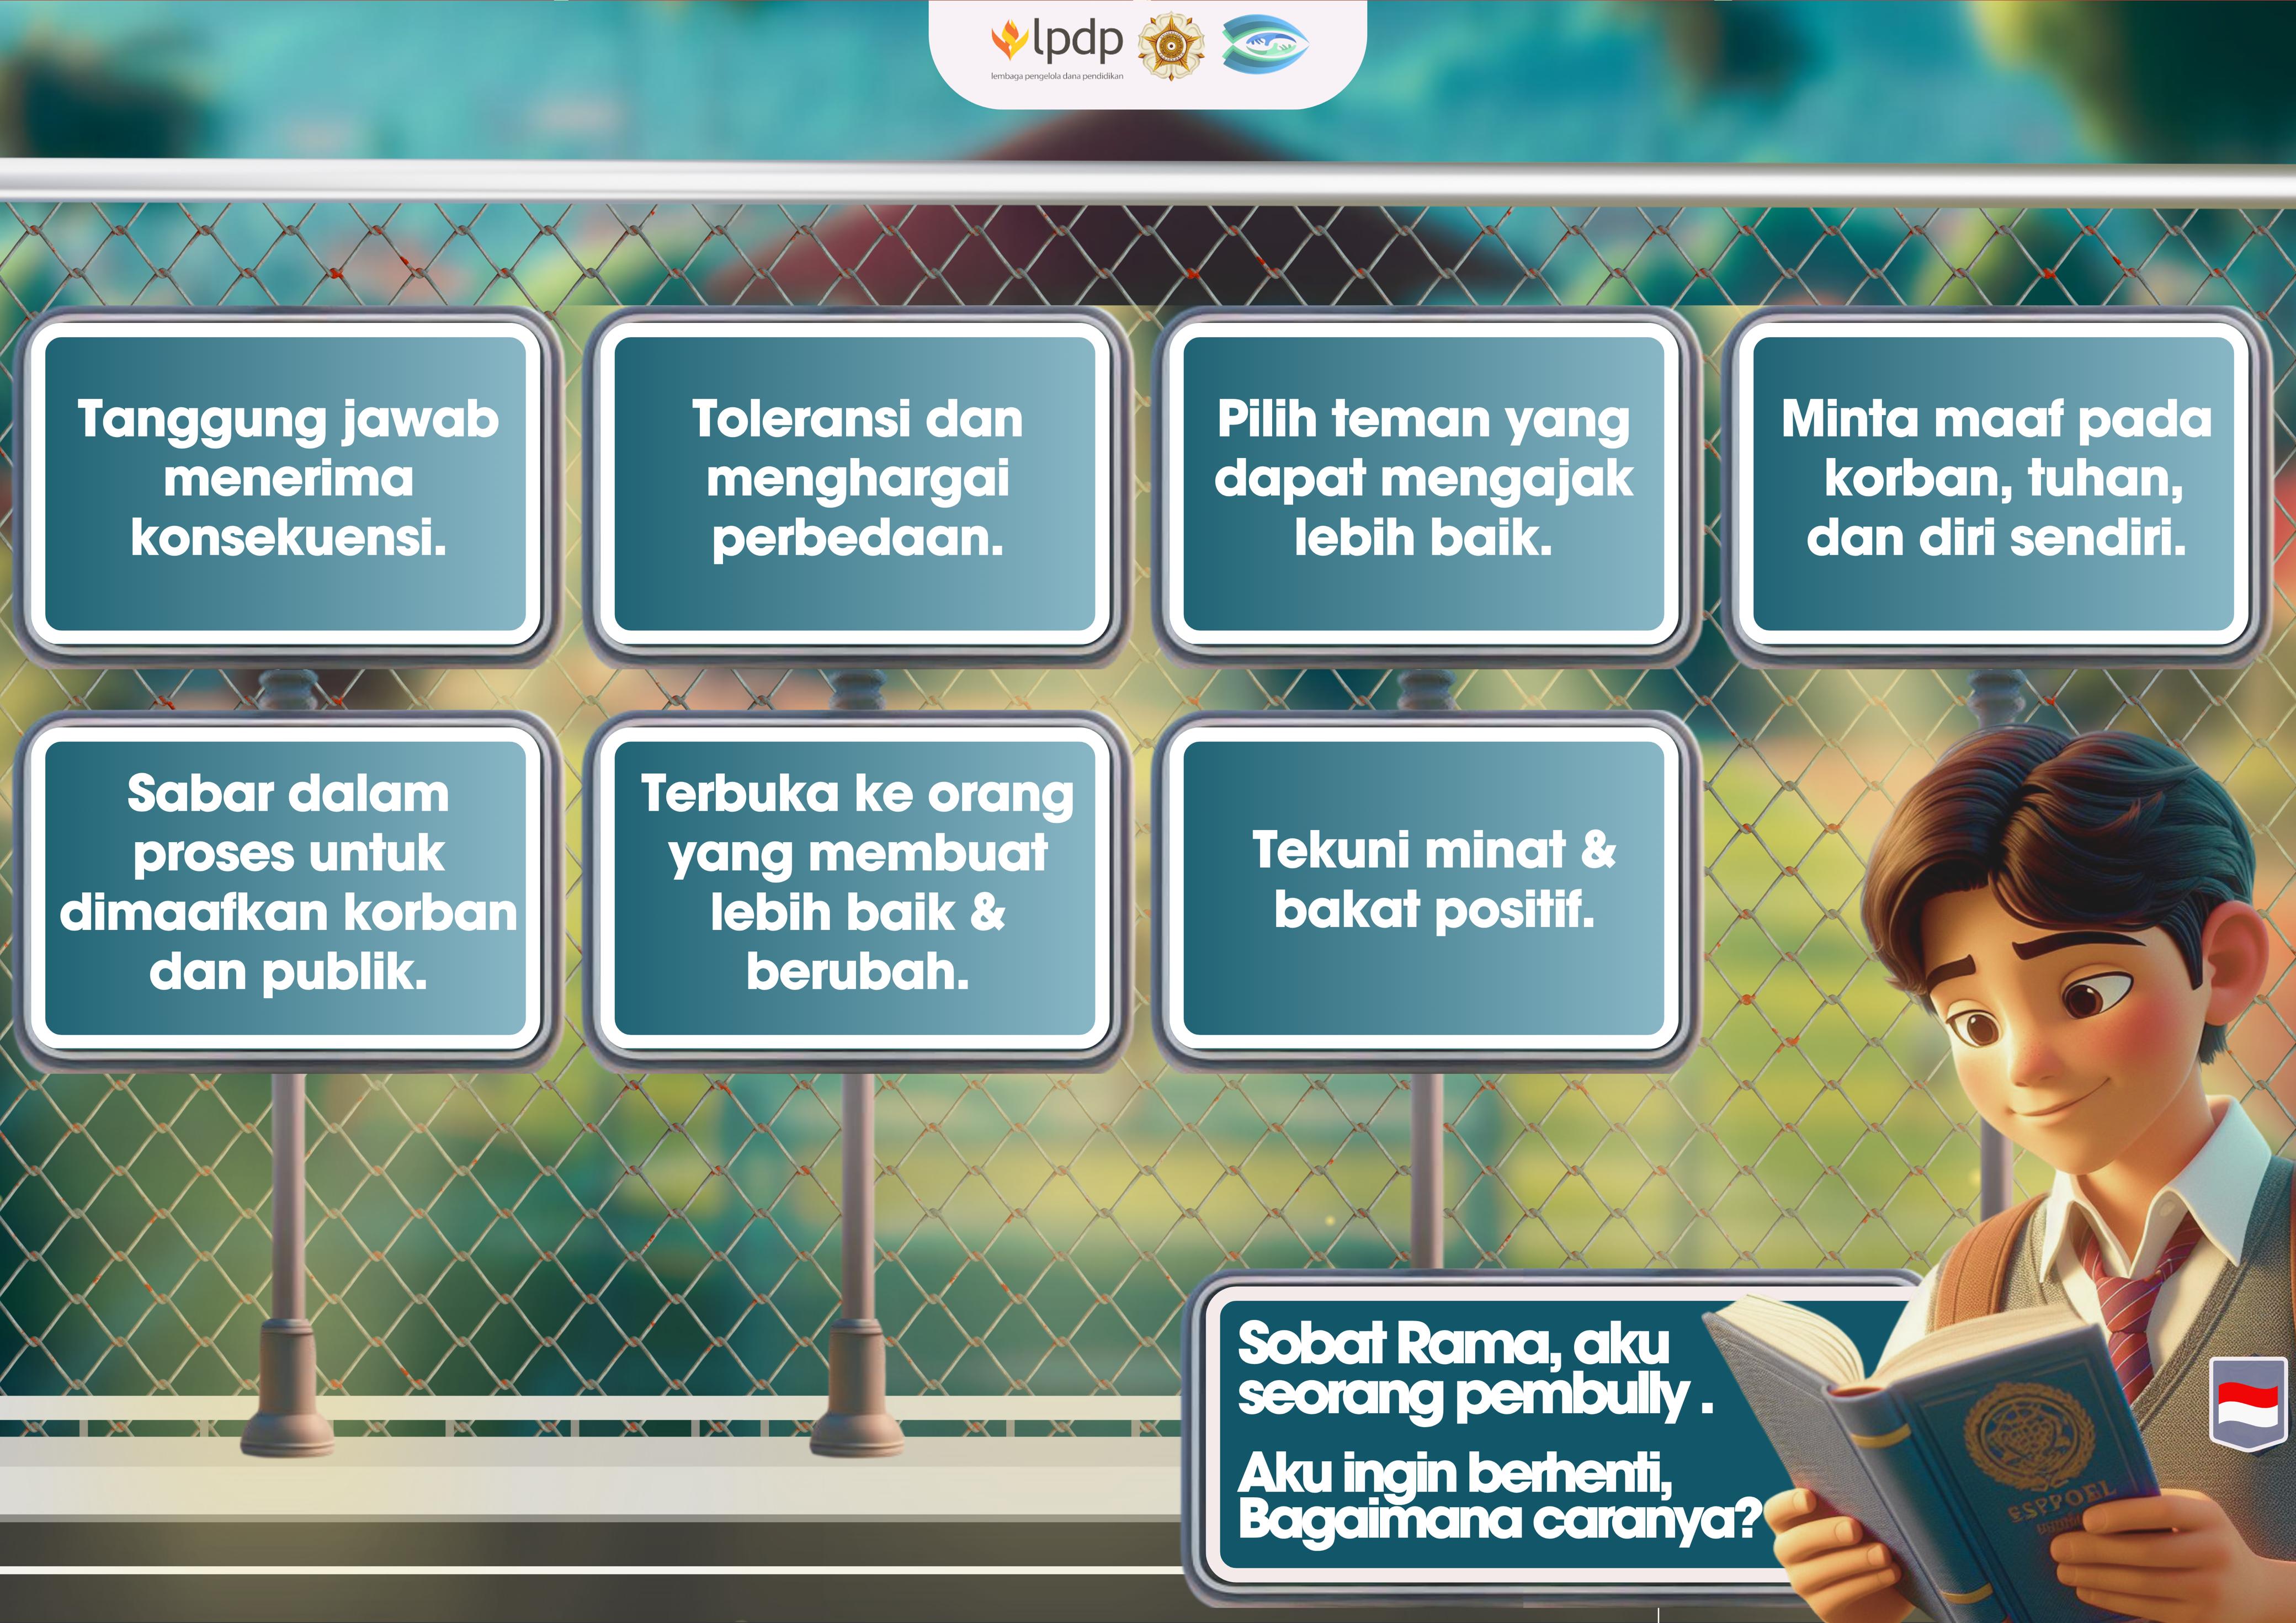 lpdp
lembaga pengelola dana pendidikan
Tanggung jawab
menerima
konsekuensi.
Toleransi dan
menghargai
perbedaan.
Pilih teman yang
dapat mengajak
lebih baik.
Minta maaf pada
korban, tuhan,
dan diri sendiri.
Sabar dalam
proses untuk
dimaafkan korban
dan publik.
Terbuka ke orang
yang membuat
lebih baik &
berubah.
Tekuni minat &
bakat positif.
Sobat Rama, aku
seorang pembully .
Aku ingin berhenti,
Bagaimana caranya?